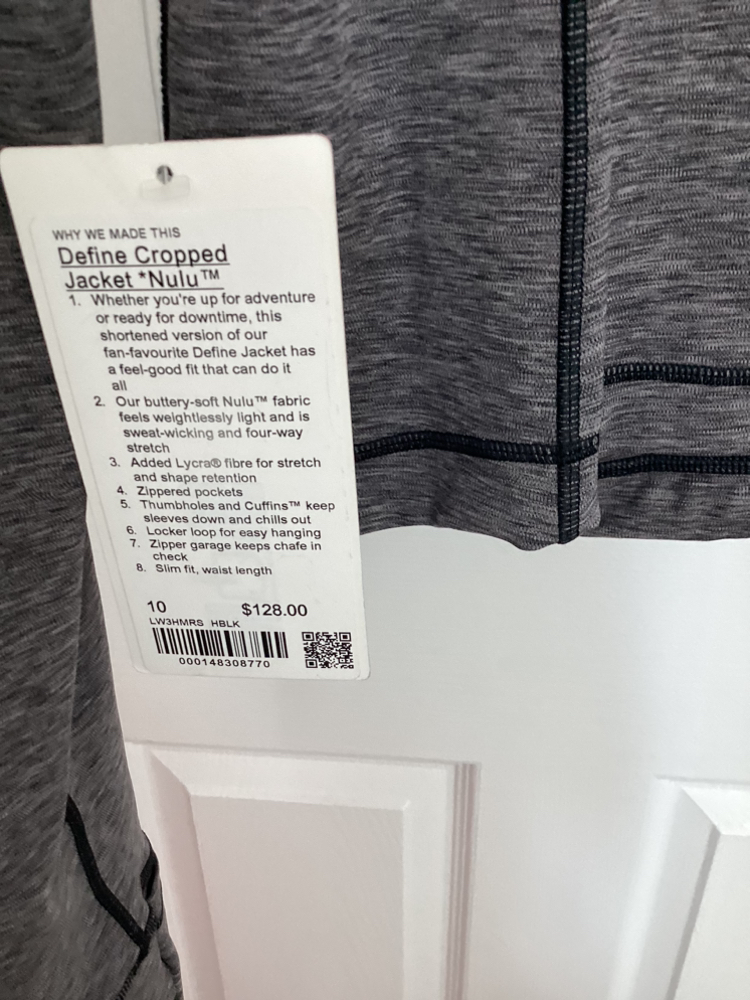 WHY WE MADE THIS
Define Cropped
Jacket *Nulu™
1. Whether you're up for adventure
or ready for downtime, this
shortened version of our
fan-favourite Define Jacket has
a feel-good fit that can do it
all
2. Our buttery-soft Nulu™ fabric
feels weightlessly light and is
sweat-wicking and four-way
stretch
3. Added Lycra® fibre for stretch
and shape retention
4. Zippered pockets
5. Thumbholes and Cuffins™ keep
sleeves down and chills out
6. Locker loop for easy hanging
7. Zipper garage keeps chafe in
check
8. Slim fit, waist length
10 $128.00
LW3HMRS HBLK
000148308770